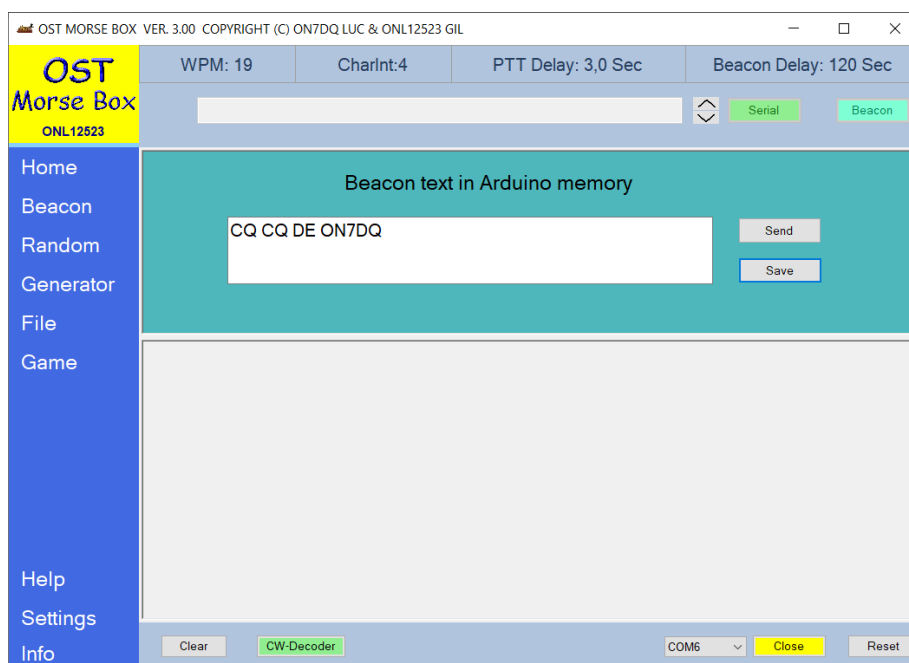 OST MORSE BOX VER. 3.00 COPYRIGHT (C) ON7DQ LUC & ONL12523 GIL
OST
Morse Box
ONL12523
WPM: 19
CharInt:4
PTT Delay: 3,0 Sec
Beacon Delay: 120 Sec
Serial
Beacon
Home
Beacon
Random
Generator
File
Game
Help
Settings
Info
Beacon text in Arduino memory
CQ CQ DE ON7DQ
Send
Save
Clear
CW-Decoder
COM6
Close
Reset